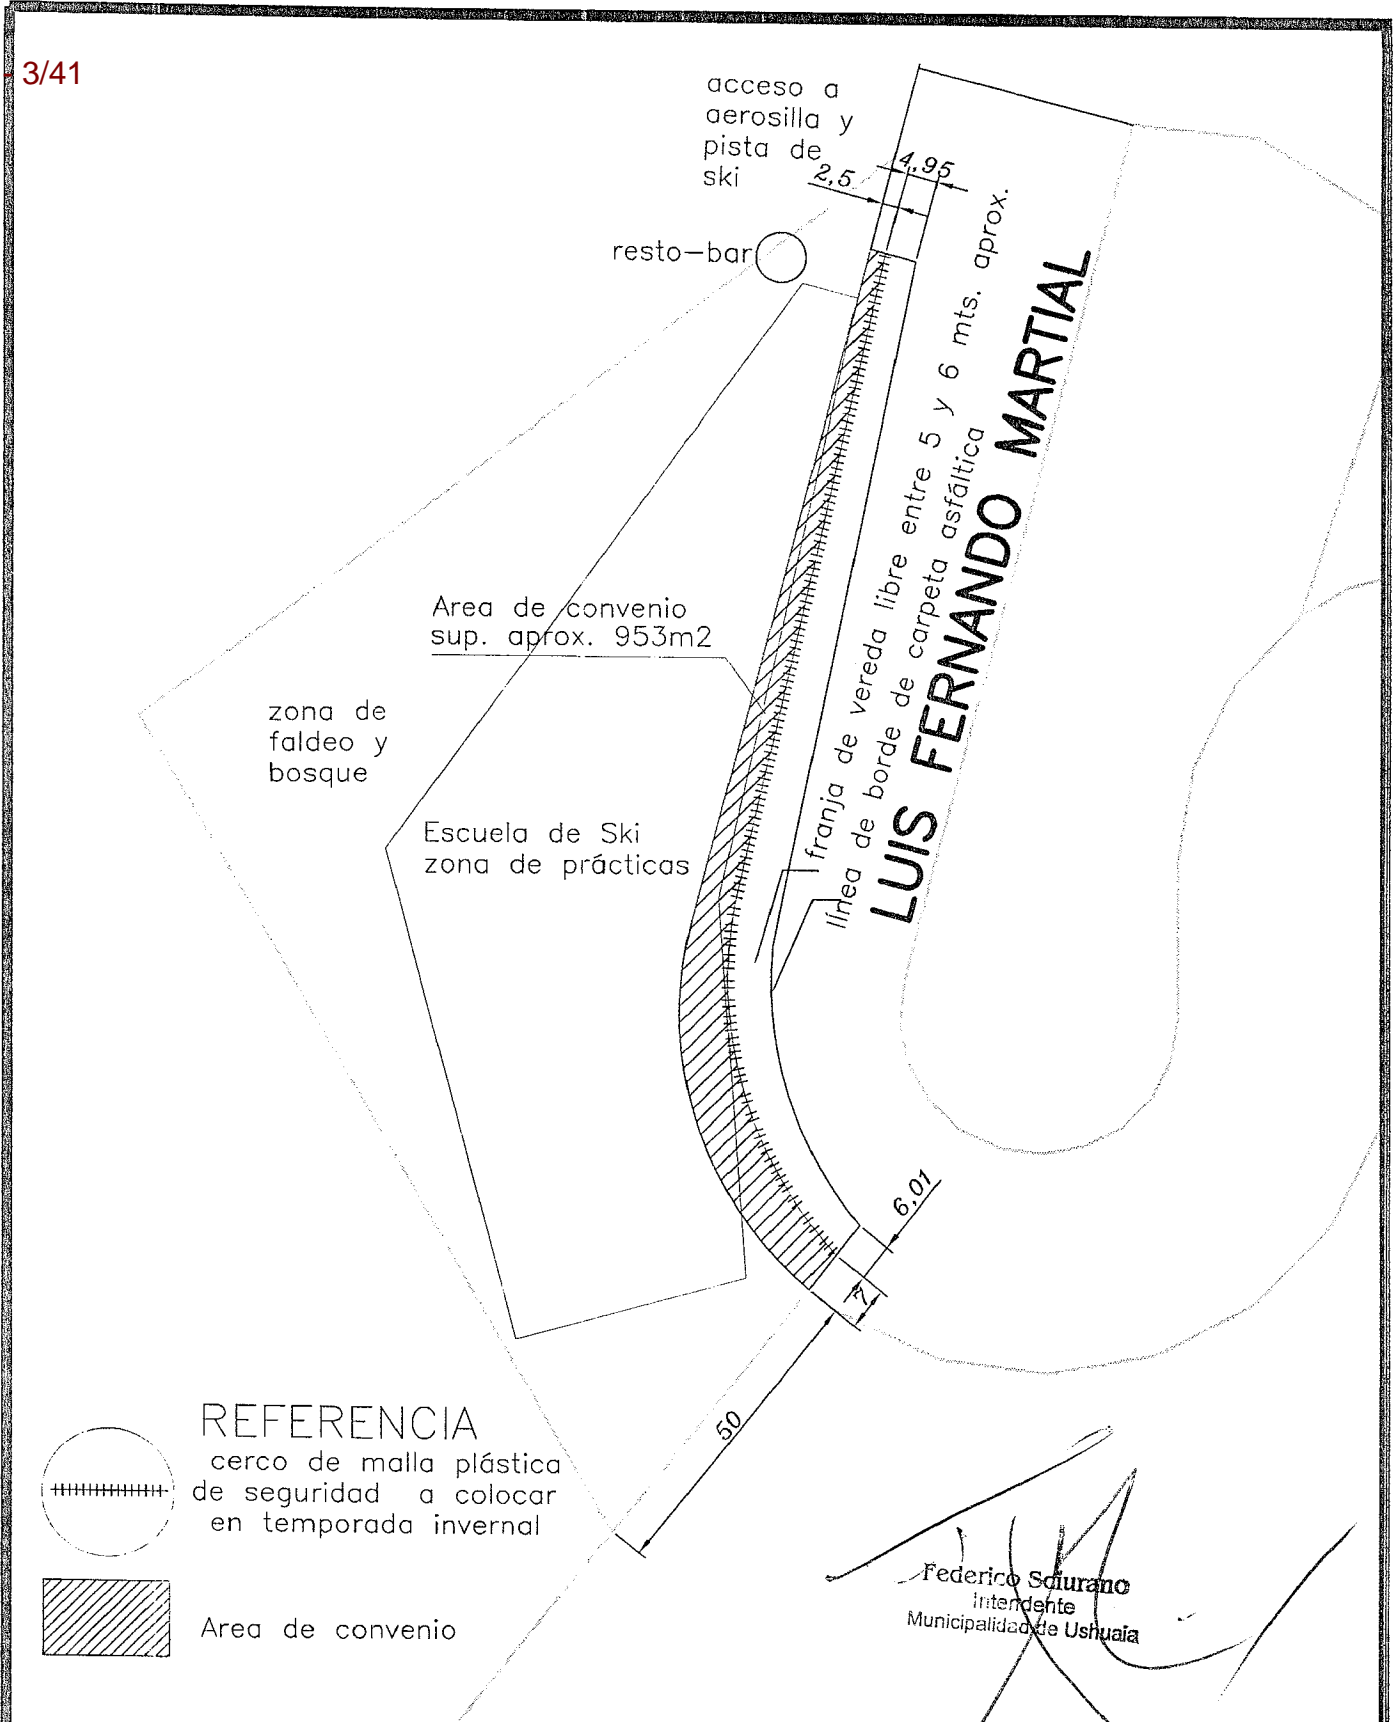 3/41
acceso a
aerosilla y
pista de
ski
2,5
4,95
resto-bar
franja de vereda libre entre 5 y 6 mts. aprox.
línea de borde de carpeta asfáltica
LUIS FERNANDO MARTIAL
Area de convenio
sup. aprox. 953m2
zona de
faldeo y
bosque
Escuela de Ski
zona de prácticas
6,01
7
50
REFERENCIA
cerco de malla plástica
de seguridad a colocar
en temporada invernal
Area de convenio
Federico Sciurano
Intendente
Municipalidad de Ushuaia